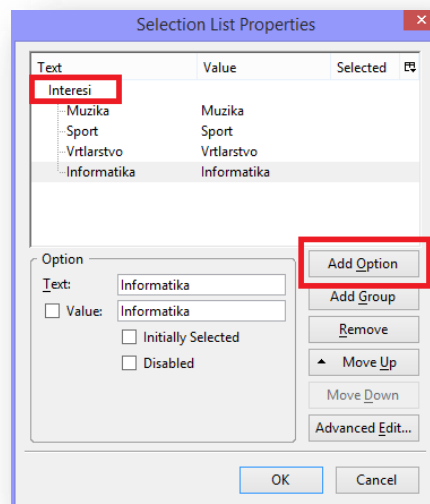 Selection List Properties
Text Value Selected
Interesi
Muzika Muzika
Sport Sport
Vrtlarstvo Vrtlarstvo
Informatika Informatika
Option
Text: Informatika
Value: Informatika
Initially Selected
Disabled
Add Option
Add Group
Remove
Move Up
Move Down
Advanced Edit...
OK Cancel